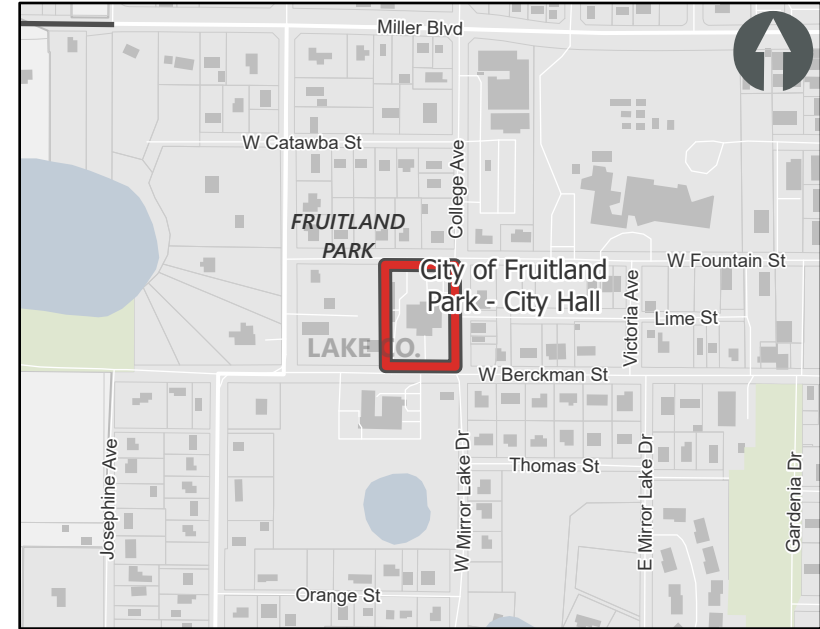 Miller Blvd
W Catawba St
College Ave
FRUITLAND
PARK
W Fountain St
City of Fruitland
Park - City Hall
Victoria Ave
Lime St
LAKE CO.
W Berckman St
Josephine Ave
W Mirror Lake Dr
Thomas St
E Mirror Lake Dr
Gardenia Dr
Orange St